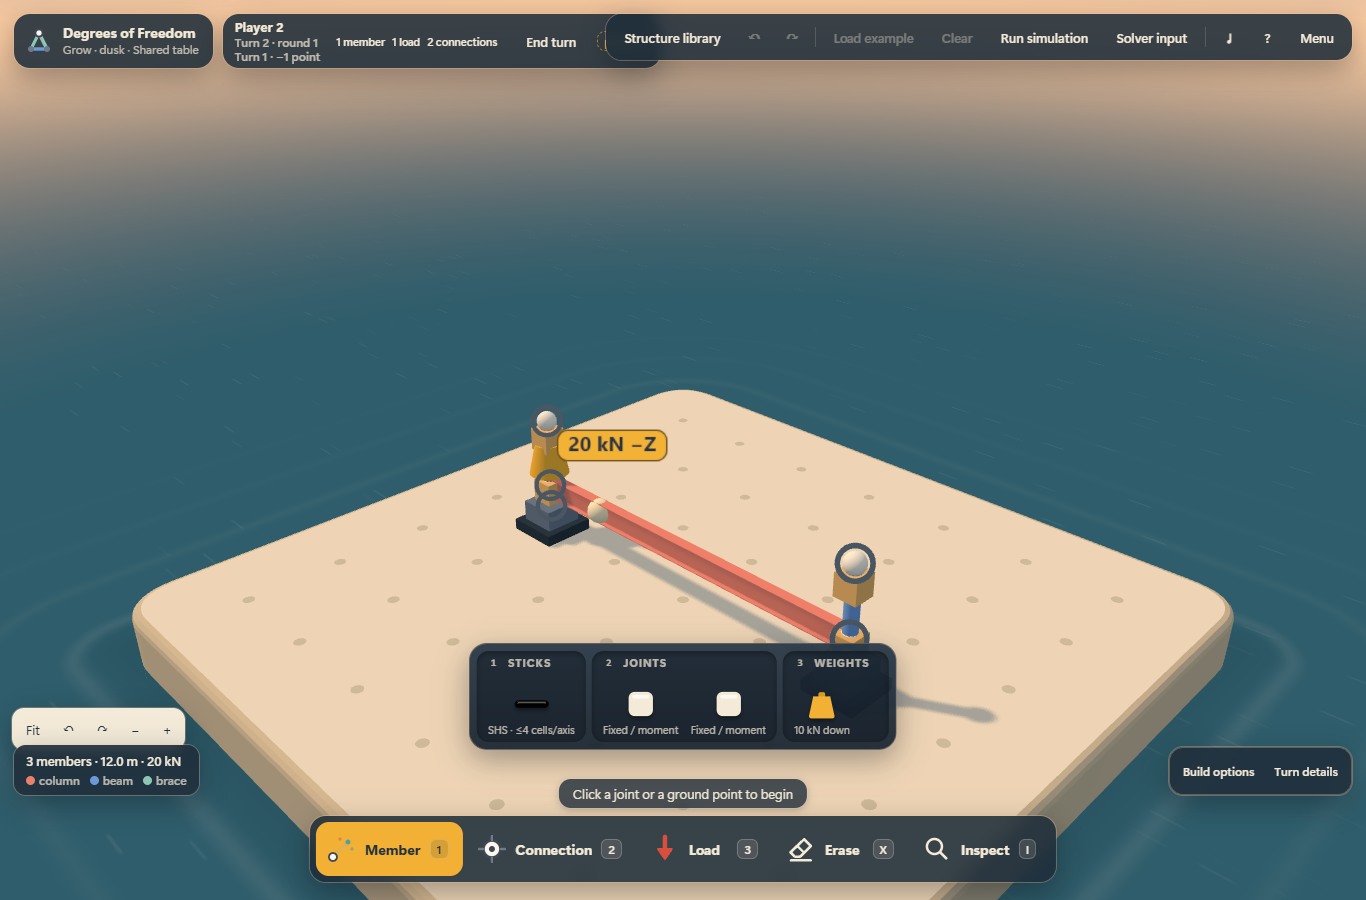 Degrees of Freedom
Grow · dusk · Shared table
Player 2
Turn 2 · round 1
Turn 1 · −1 point
1 member 1 load 2 connections
End turn
Structure library
Load example
Clear
Run simulation
Solver input
?
Menu
20 kN −Z
1 STICKS
SHS · ≤4 cells/axis
2 JOINTS
Fixed / moment
Fixed / moment
3 WEIGHTS
10 kN down
Fit
−
+
3 members · 12.0 m · 20 kN
column beam brace
Build options
Turn details
Click a joint or a ground point to begin
Member 1
Connection 2
Load 3
Erase X
Inspect I